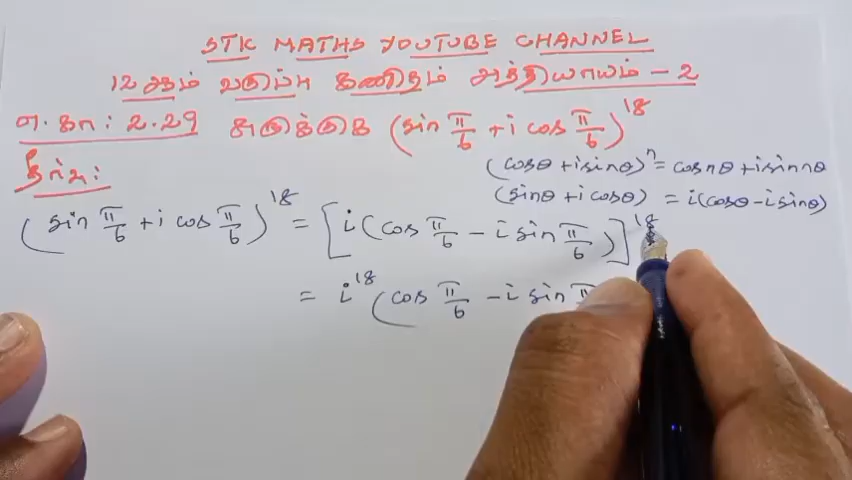 STK MATHS YOUTUBE CHANNEL
12 ஆம் வகுப்பு கணிதம் அத்தியாயம் - 2
எ.கா : 2.29 சுருக்குக (sin π/6 + i cos π/6)^18
தீர்வு :
(cosθ + i sinθ)^n = cos nθ + i sin nθ
(sinθ + i cosθ) = i(cosθ - i sinθ)
(sin π/6 + i cos π/6)^18 = [i(cos π/6 - i sin π/6)]^18
= i^18 (cos π/6 - i sin π